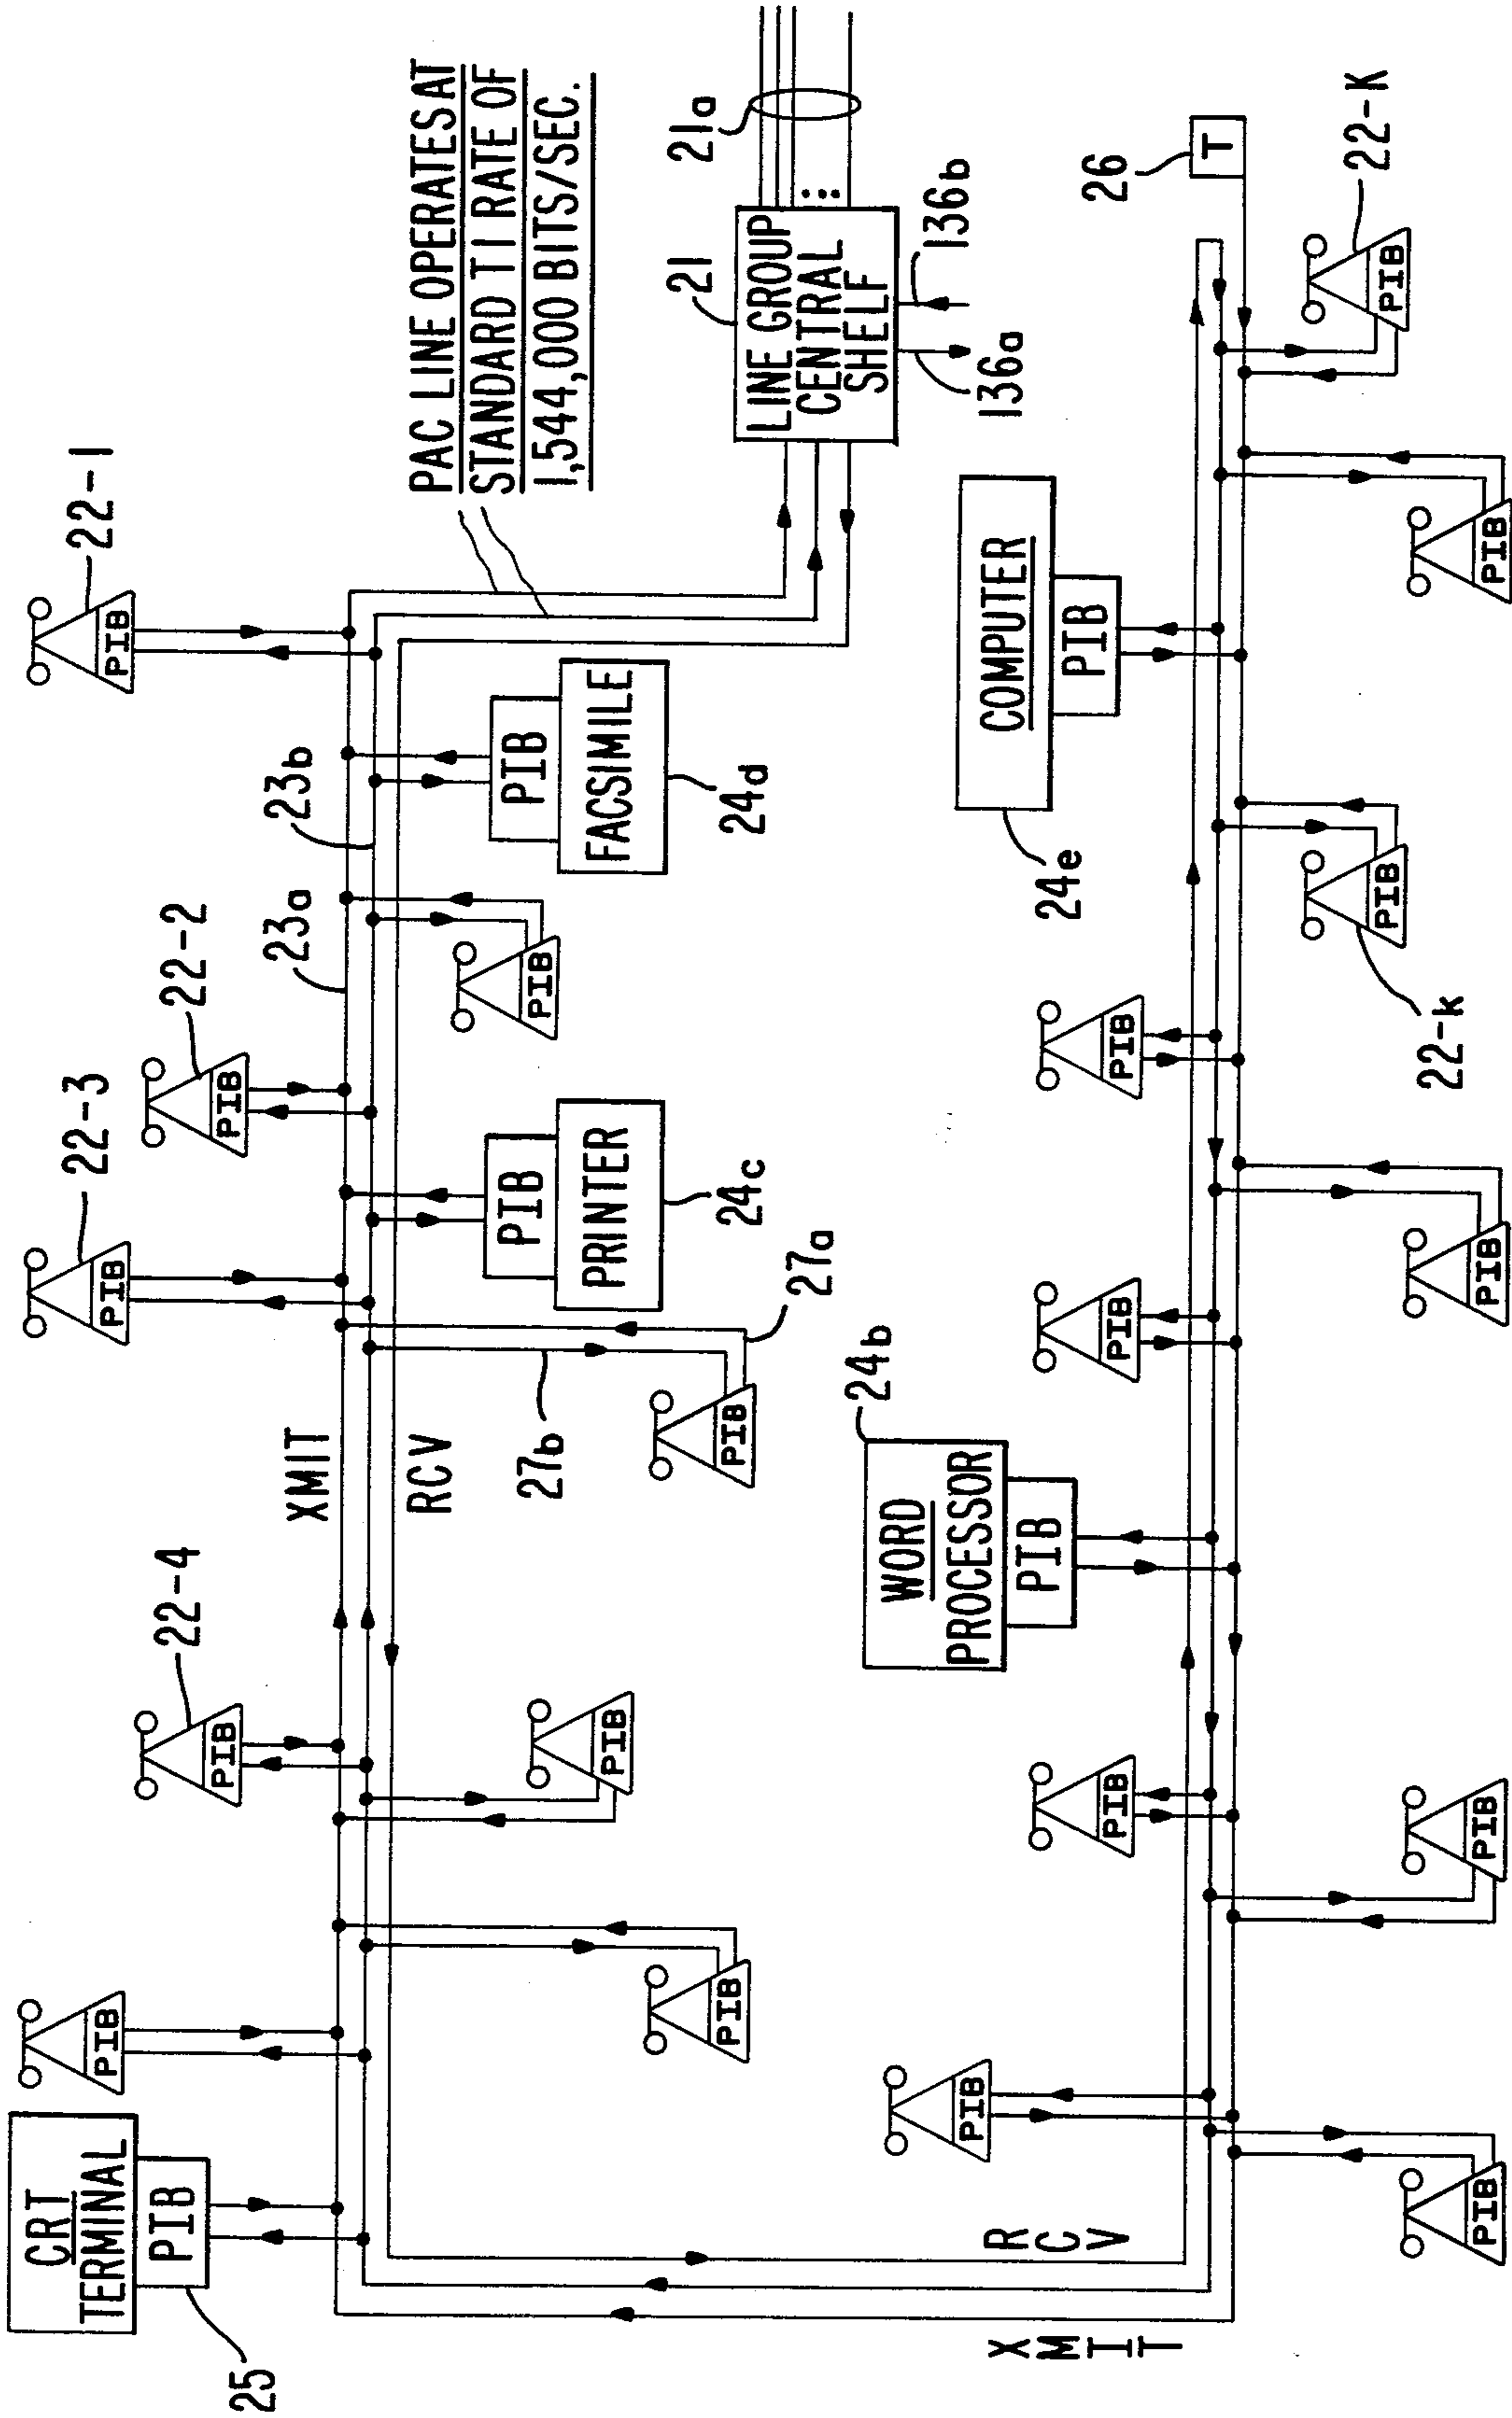 CRT
TERMINAL
PIB
25
PIB
22-4
PIB
22-3
PIB
22-2
PIB
22-1
PIB
PAC LINE OPERATES AT
STANDARD T1 RATE OF
1,544,000 BITS/SEC.
XMIT
RCV
23a
23b
PIB
PIB
PIB
27b
27a
PIB
PRINTER
24c
PIB
PIB
FACSIMILE
24d
21
LINE GROUP
CENTRAL
SHELF
21a
136a
136b
RCV
XMIT
PIB
PIB
WORD
PROCESSOR
PIB
24b
PIB
PIB
COMPUTER
PIB
24e
26
T
PIB
PIB
PIB
PIB
22-k
PIB
PIB
22-K